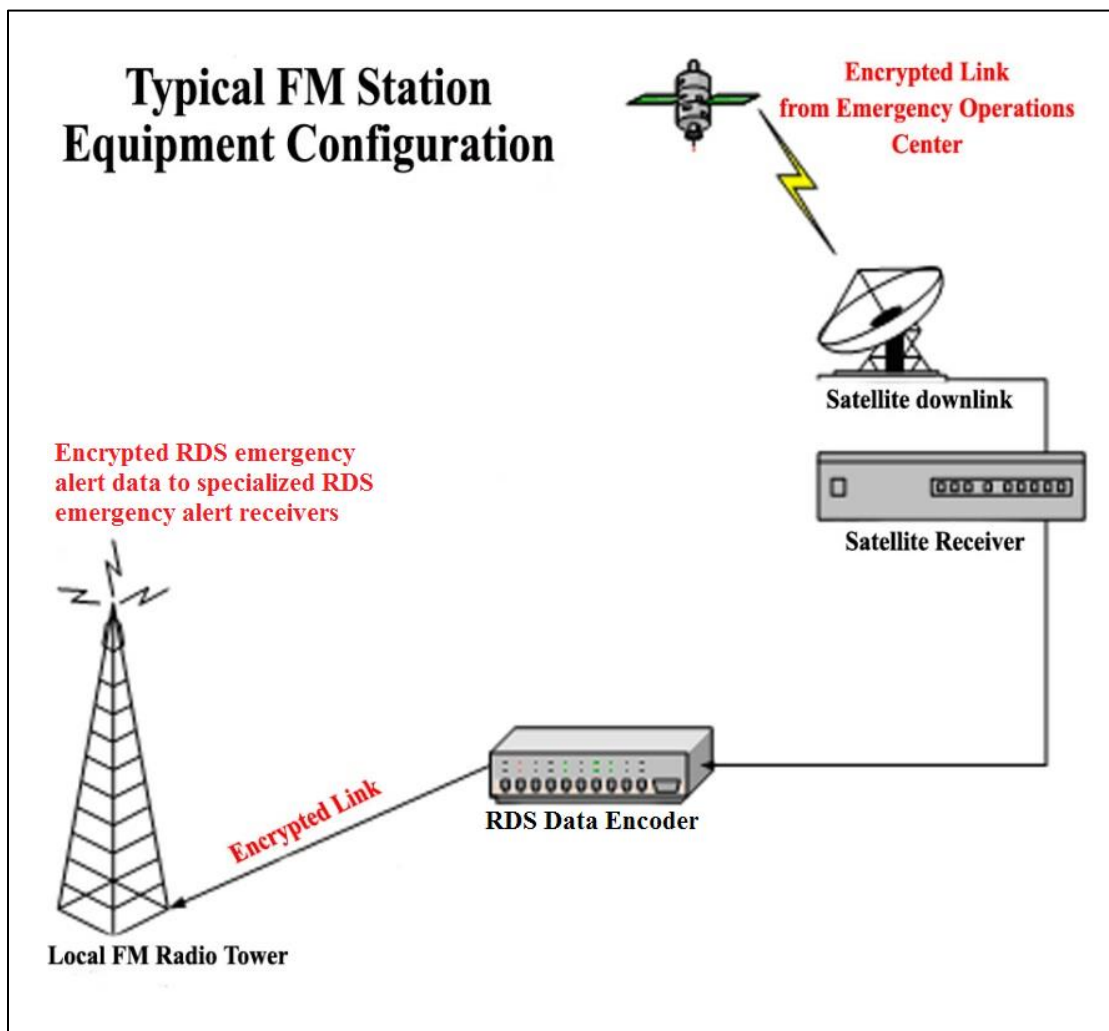 Typical FM Station
Equipment Configuration
Encrypted Link
from Emergency Operations
Center
Satellite downlink
Satellite Receiver
Encrypted RDS emergency
alert data to specialized RDS
emergency alert receivers
Encrypted Link
RDS Data Encoder
Local FM Radio Tower